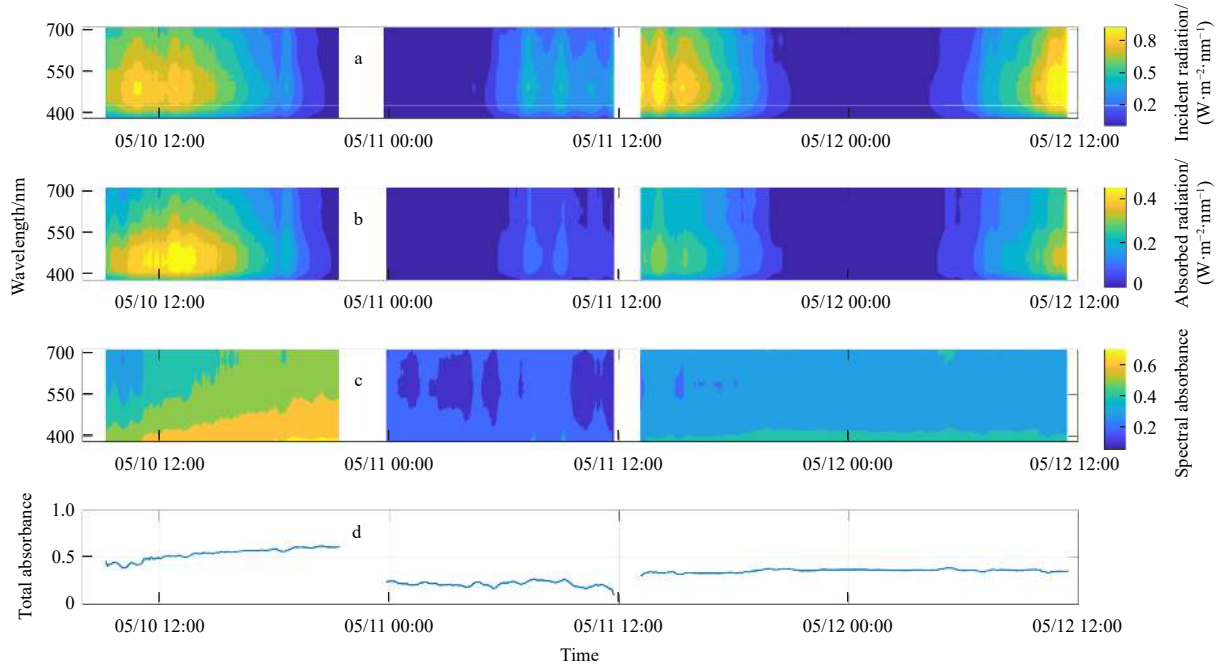 700
550
400
a
05/10 12:00 05/11 00:00 05/11 12:00 05/12 00:00 05/12 12:00
0.8
0.5
0.2
Incident radiation/
(W·m⁻²·nm⁻¹)
Wavelength/nm
700
550
400
b
05/10 12:00 05/11 00:00 05/11 12:00 05/12 00:00 05/12 12:00
0.4
0.2
0
Absorbed radiation/
(W·m⁻²·nm⁻¹)
700
550
400
c
05/10 12:00 05/11 00:00 05/11 12:00 05/12 00:00 05/12 12:00
0.6
0.4
0.2
Spectral absorbance
Total absorbance
1.0
0.5
0
d
05/10 12:00 05/11 00:00 05/11 12:00 05/12 00:00 05/12 12:00
Time